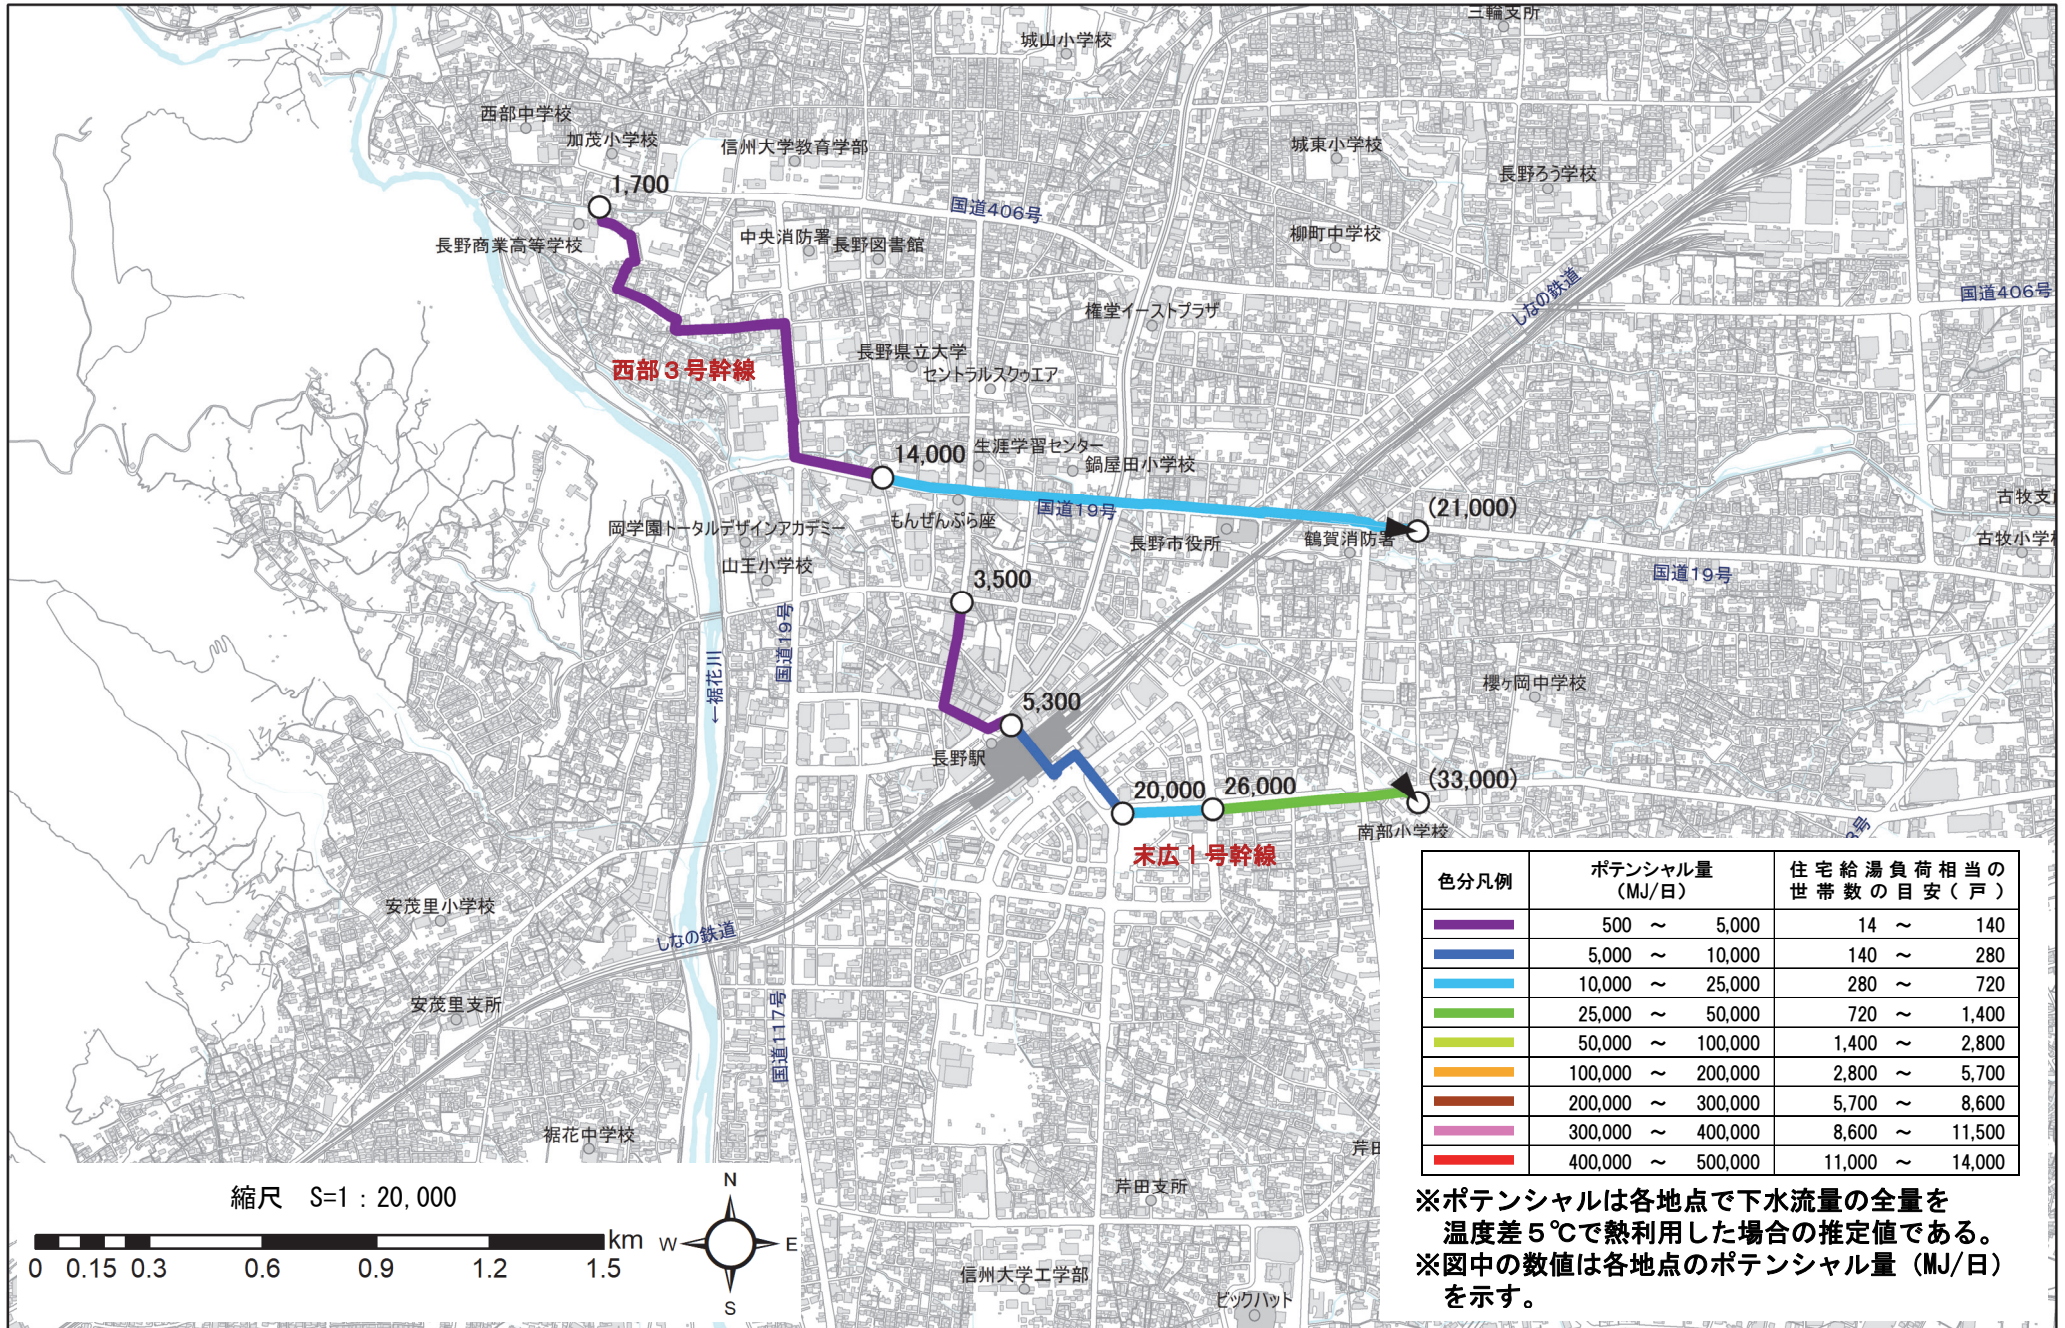 三輪支所
城山小学校
西部中学校
加茂小学校
信州大学教育学部
城東小学校
長野ろう学校
1,700
国道406号
長野商業高等学校
中央消防署
長野図書館
柳町中学校
しなの鉄道
国道406号
権堂イーストプラザ
長野県立大学
西部3号幹線
セントラルスクゥエア
14,000
生涯学習センター
鍋屋田小学校
古牧支
岡学園トータルデザインアカデミー
もんぜんぷら座
国道19号
(21,000)
長野市役所
鶴賀消防署
古牧小学校
山王小学校
国道19号
3,500
国道19号
←裾花川
櫻ヶ岡中学校
5,300
長野駅
20,000
26,000
(33,000)
南部小学校
末広1号幹線
安茂里小学校
しなの鉄道
安茂里支所
国道117号
裾花中学校
芹田
芹田支所
信州大学工学部
ビックハット
色分凡例 ポテンシャル量 住宅給湯負荷相当の
(MJ/日) 世帯数の目安(戸)
500 ～ 5,000 14 ～ 140
5,000 ～ 10,000 140 ～ 280
10,000 ～ 25,000 280 ～ 720
25,000 ～ 50,000 720 ～ 1,400
50,000 ～ 100,000 1,400 ～ 2,800
100,000 ～ 200,000 2,800 ～ 5,700
200,000 ～ 300,000 5,700 ～ 8,600
300,000 ～ 400,000 8,600 ～ 11,500
400,000 ～ 500,000 11,000 ～ 14,000
※ポテンシャルは各地点で下水流量の全量を
温度差5℃で熱利用した場合の推定値である。
※図中の数値は各地点のポテンシャル量（MJ/日）
を示す。
縮尺 S=1：20,000
km
0 0.15 0.3 0.6 0.9 1.2 1.5
N
W E
S